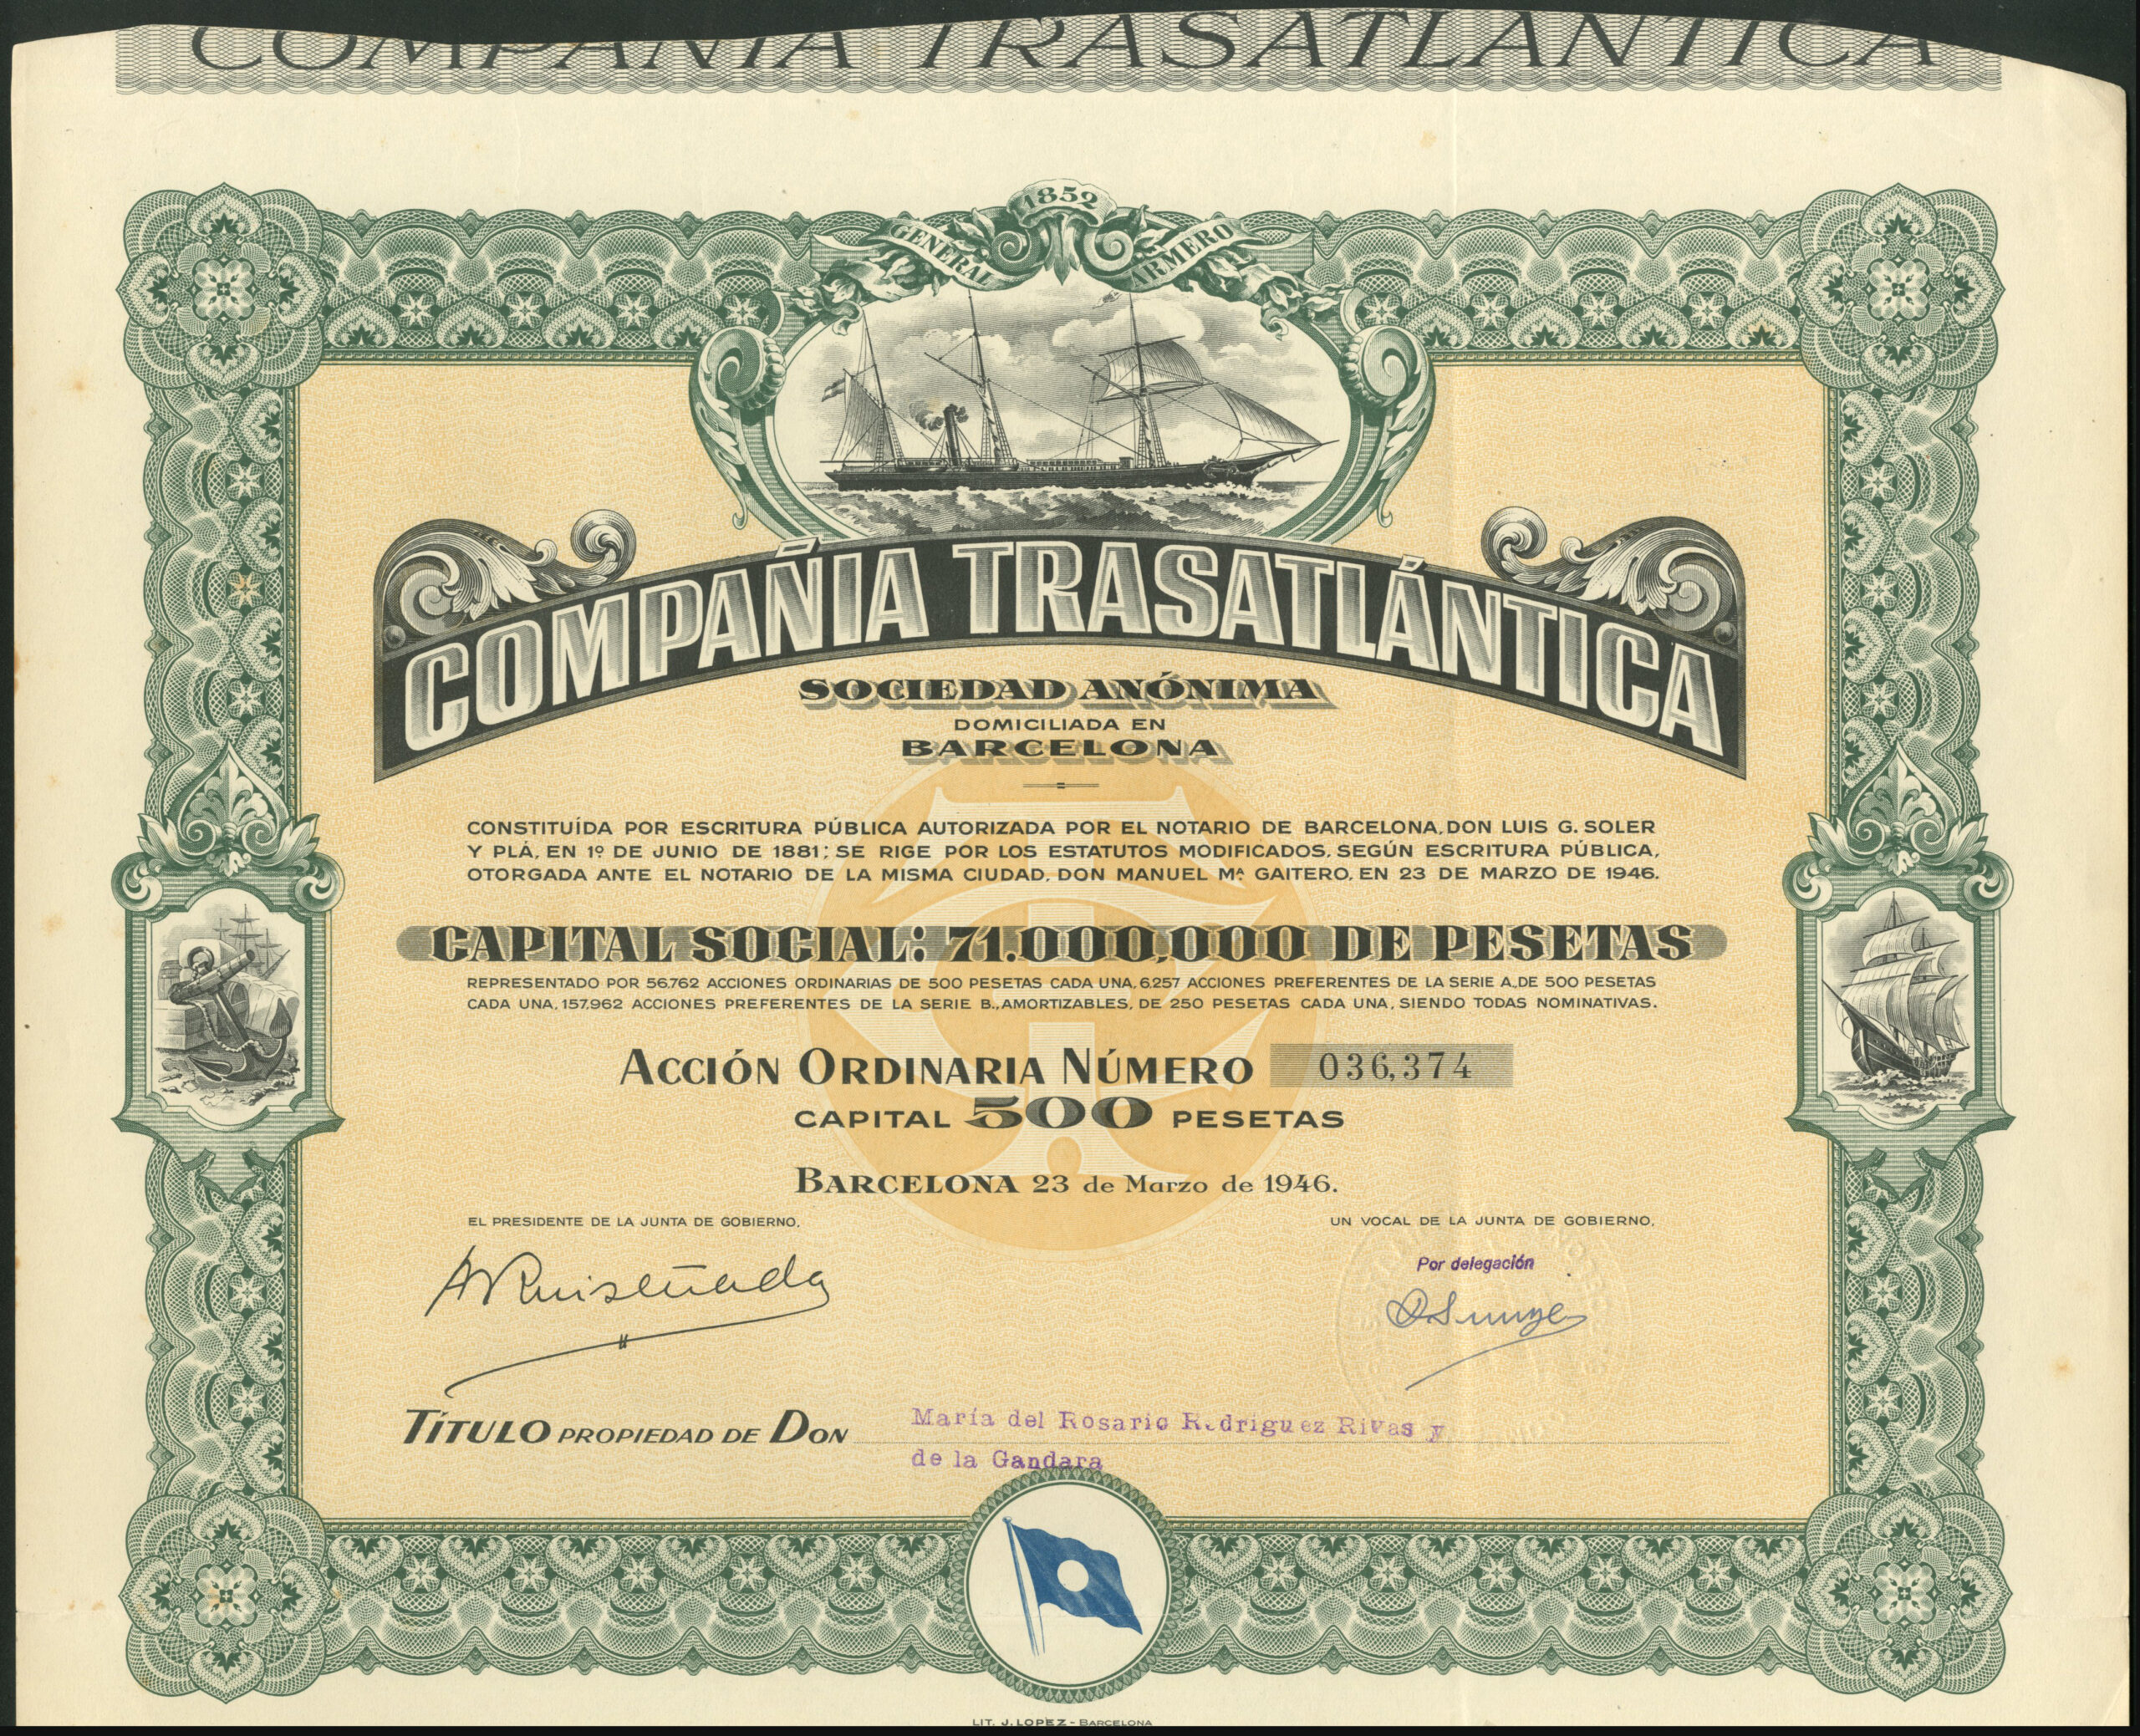 COMPAÑIA TRASATLANTICA
1852
GENERAL ARMERO
COMPAÑIA TRASATLÁNTICA
SOCIEDAD ANÓNIMA
DOMICILIADA EN
BARCELONA
CONSTITUÍDA POR ESCRITURA PÚBLICA AUTORIZADA POR EL NOTARIO DE BARCELONA, DON LUIS G. SOLER
Y PLÁ, EN 1º DE JUNIO DE 1881; SE RIGE POR LOS ESTATUTOS MODIFICADOS, SEGÚN ESCRITURA PÚBLICA,
OTORGADA ANTE EL NOTARIO DE LA MISMA CIUDAD, DON MANUEL Mª GAITERO, EN 23 DE MARZO DE 1946.
CAPITAL SOCIAL: 71.000,000 DE PESETAS
REPRESENTADO POR 56.762 ACCIONES ORDINARIAS DE 500 PESETAS CADA UNA, 6.257 ACCIONES PREFERENTES DE LA SERIE A, DE 500 PESETAS
CADA UNA, 157.962 ACCIONES PREFERENTES DE LA SERIE B., AMORTIZABLES, DE 250 PESETAS CADA UNA, SIENDO TODAS NOMINATIVAS.
ACCIÓN ORDINARIA NÚMERO 036,374
CAPITAL 500 PESETAS
BARCELONA 23 de Marzo de 1946.
EL PRESIDENTE DE LA JUNTA DE GOBIERNO, UN VOCAL DE LA JUNTA DE GOBIERNO,
Por delegación
TÍTULO PROPIEDAD DE DON María del Rosario Rodriguez Rivas y
de la Gandara
LIT. J. LOPEZ - BARCELONA